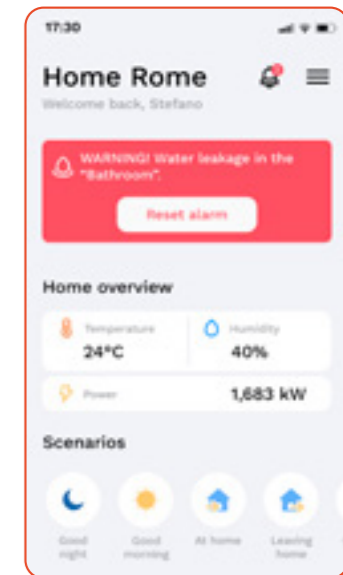 17:30
Home Rome
Welcome back, Stefano
WARNING! Water leakage in the
"Bathroom".
Reset alarm
Home overview
Temperature
24°C
Humidity
40%
Power
1,683 kW
Scenarios
Good
night
Good
morning
At home
Leaving
home